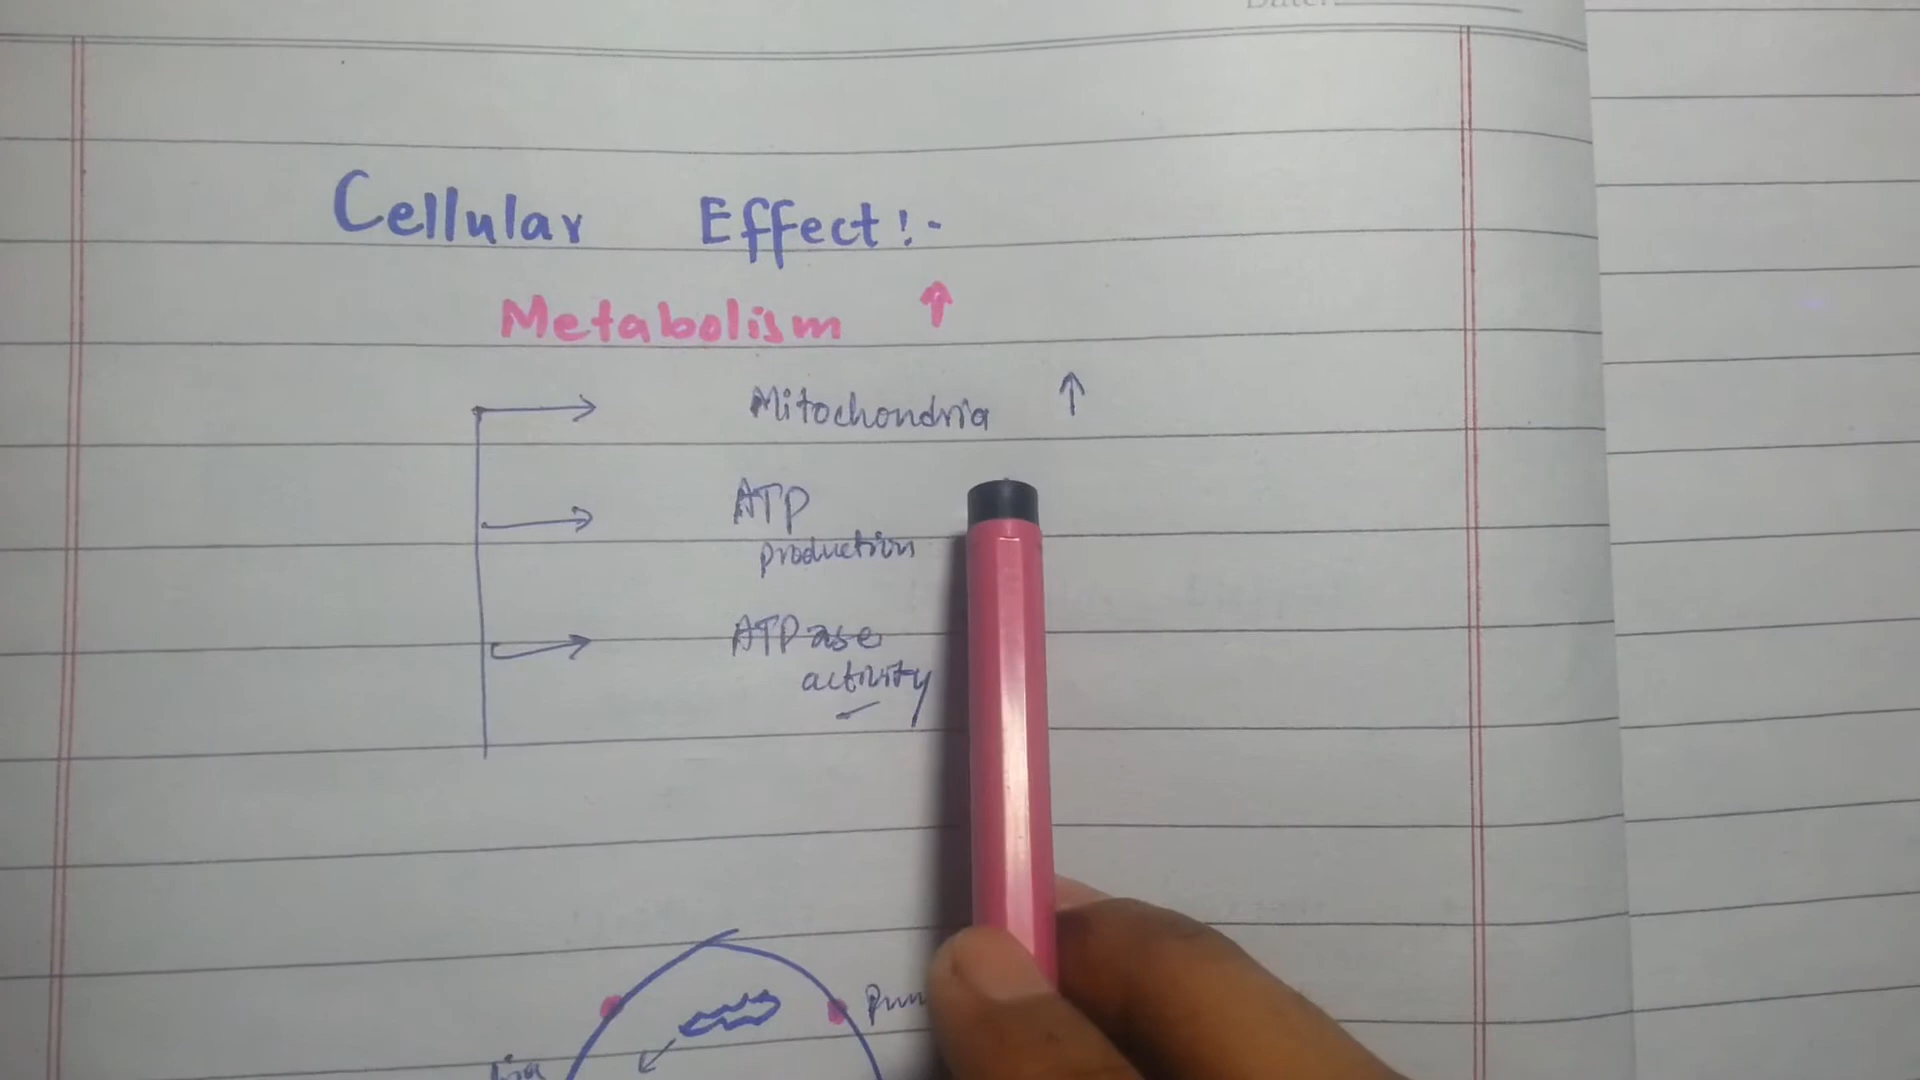 Cellular Effect :-
Metabolism ↑
→ Mitochondria ↑
→ ATP
production
→ ATPase
activity